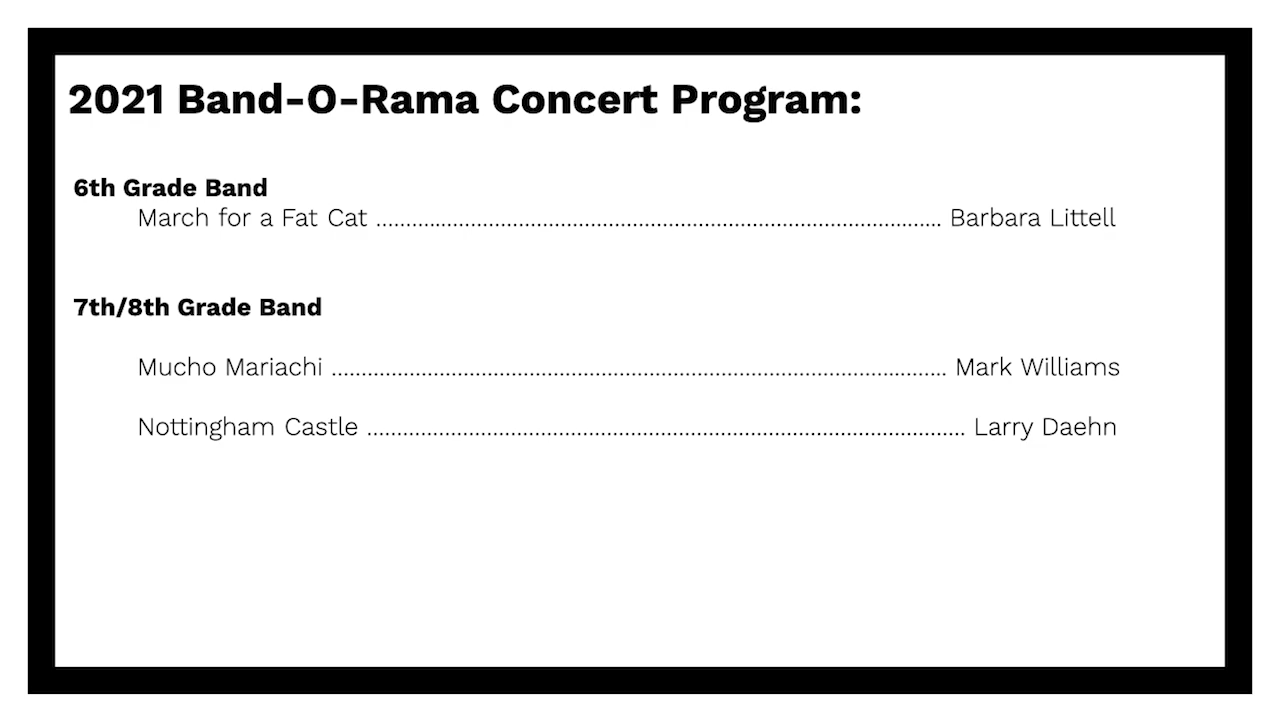 2021 Band-O-Rama Concert Program:
6th Grade Band
March for a Fat Cat ................................................................................................ Barbara Littell
7th/8th Grade Band
Mucho Mariachi ........................................................................................................ Mark Williams
Nottingham Castle ..................................................................................................... Larry Daehn